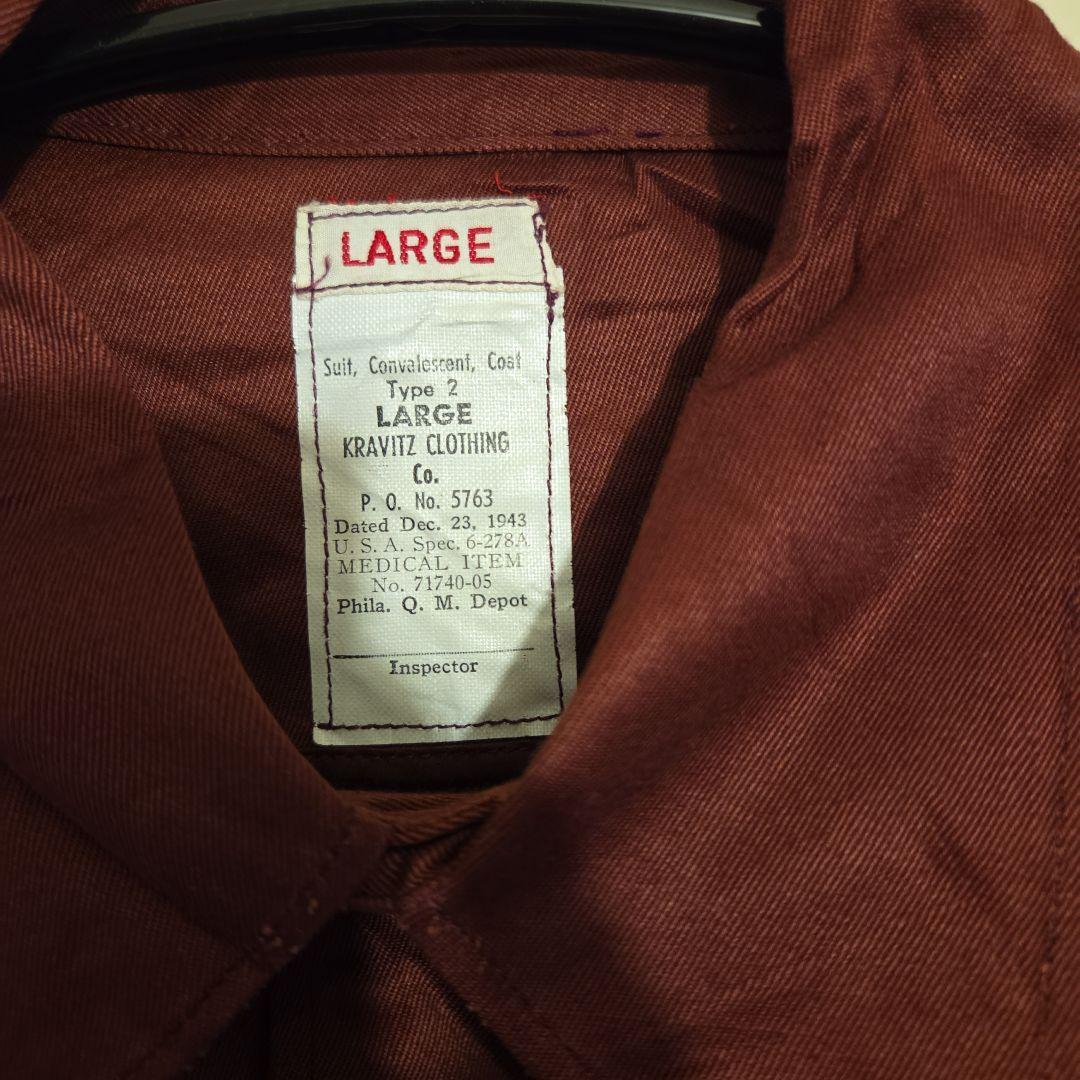 LARGE
Suit, Convalescent, Coat
Type 2
LARGE
KRAVITZ CLOTHING
Co.
P. O. No. 5763
Dated Dec. 23, 1943
U. S. A. Spec. 6-278A
MEDICAL ITEM
No. 71740-05
Phila. Q. M. Depot
Inspector